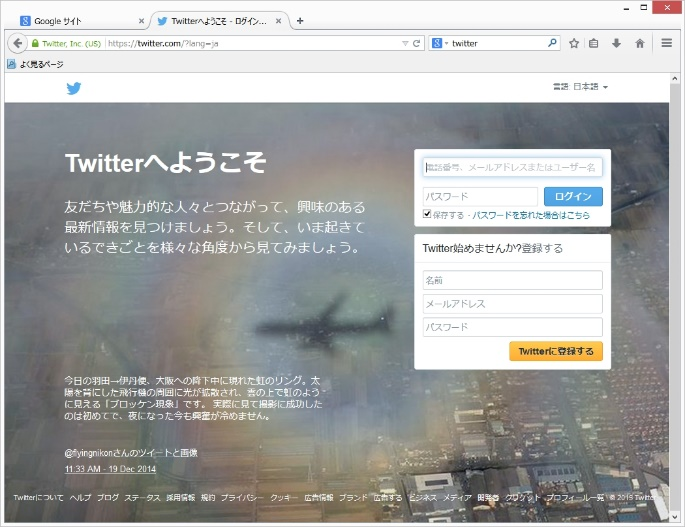 Google サイト
Twitterへようこそ - ログイン...
Twitter, Inc. (US)
https://twitter.com/?lang=ja
twitter
よく見るページ
言語: 日本語
Twitterへようこそ
友だちや魅力的な人々とつながって、興味のある
最新情報を見つけましょう。そして、いま起きて
いるできごとを様々な角度から見てみましょう。
電話番号、メールアドレスまたはユーザー名
パスワード
ログイン
保存する - パスワードを忘れた場合はこちら
Twitter始めませんか?登録する
名前
メールアドレス
パスワード
Twitterに登録する
今日の羽田→伊丹便、大阪への降下中に現れた虹のリング。太
陽を背にした飛行機の周囲に光が拡散され、雲の上で虹のよう
に見える「ブロッケン現象」です。 実際に見て撮影に成功した
のは初めてで、夜になった今も興奮が冷めません。
@flyingnikonさんのツイートと画像
11:33 AM - 19 Dec 2014
Twitterについて ヘルプ ブログ ステータス 採用情報 規約 プライバシー クッキー 広告情報 ブランド 広告する ビジネス メディア 開発者 プロフィール一覧 © 2015 Twitter